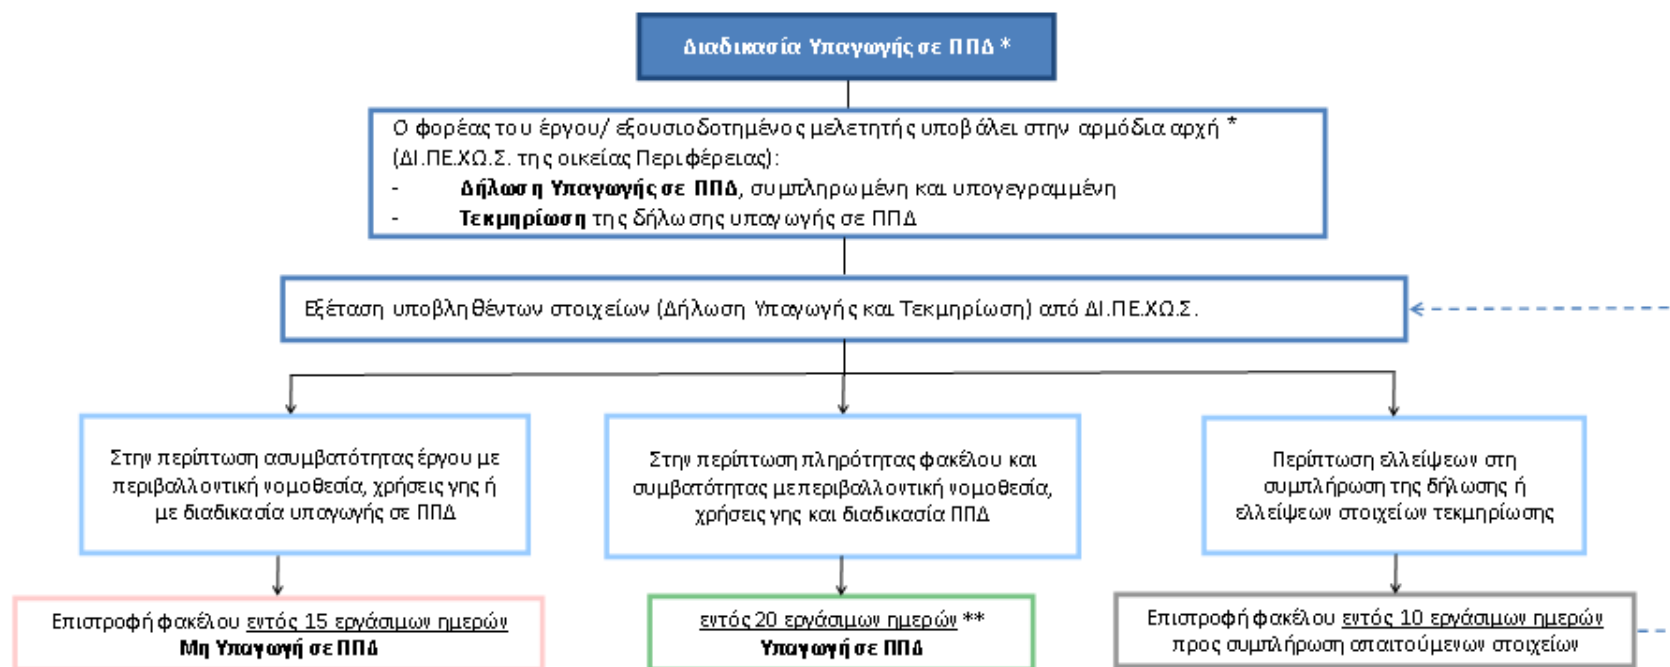 Διαδικασία Υπαγωγής σε ΠΠΔ *
Ο φορέας του έργου/ εξουσιοδοτημένος μελετητής υποβάλει στην αρμόδια αρχή *
(ΔΙ.ΠΕ.ΧΩ.Σ. της οικείας Περιφέρειας):
- Δήλωση Υπαγωγής σε ΠΠΔ, συμπληρωμένη και υπογεγραμμένη
- Τεκμηρίωση της δήλωσης υπαγωγής σε ΠΠΔ
Εξέταση υποβληθέντων στοιχείων (Δήλωση Υπαγωγής και Τεκμηρίωση) από ΔΙ.ΠΕ.ΧΩ.Σ.
Στην περίπτωση ασυμβατότητας έργου με
περιβαλλοντική νομοθεσία, χρήσεις γης ή
με διαδικασία υπαγωγής σε ΠΠΔ
Στην περίπτωση πληρότητας φακέλου και
συμβατότητας με περιβαλλοντική νομοθεσία,
χρήσεις γης και διαδικασία ΠΠΔ
Περίπτωση ελλείψεων στη
συμπλήρωση της δήλωσης ή
ελλείψεων στοιχείων τεκμηρίωσης
Επιστροφή φακέλου εντός 15 εργάσιμων ημερών
Μη Υπαγωγή σε ΠΠΔ
εντός 20 εργάσιμων ημερών **
Υπαγωγή σε ΠΠΔ
Επιστροφή φακέλου εντός 10 εργάσιμων ημερών
προς συμπλήρωση απαιτούμενων στοιχείων